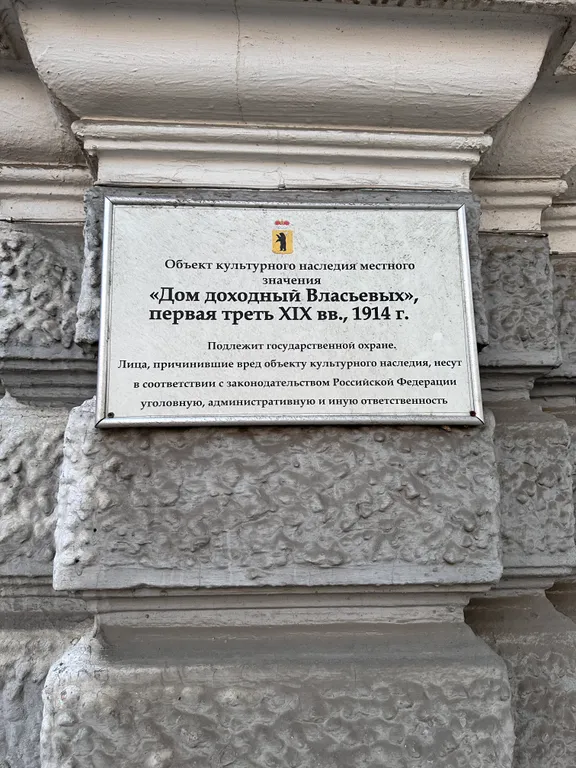 Объект культурного наследия местного
значения
«Дом доходный Власьевых»,
первая треть XIX вв., 1914 г.
Подлежит государственной охране.
Лица, причинившие вред объекту культурного наследия, несут
в соответствии с законодательством Российской Федерации
уголовную, административную и иную ответственность